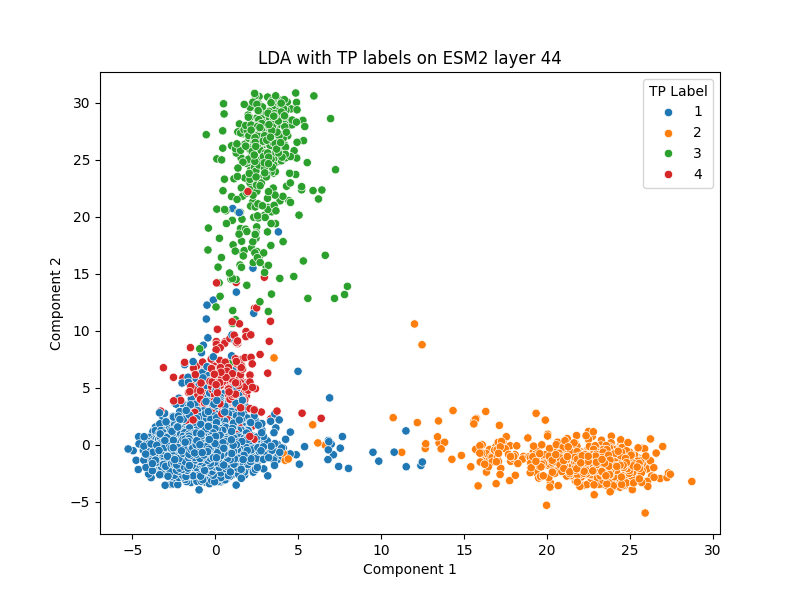 LDA with TP labels on ESM2 layer 44
TP Label
1
2
3
4
Component 2
30
25
20
15
10
5
0
−5
−5 0 5 10 15 20 25 30
Component 1